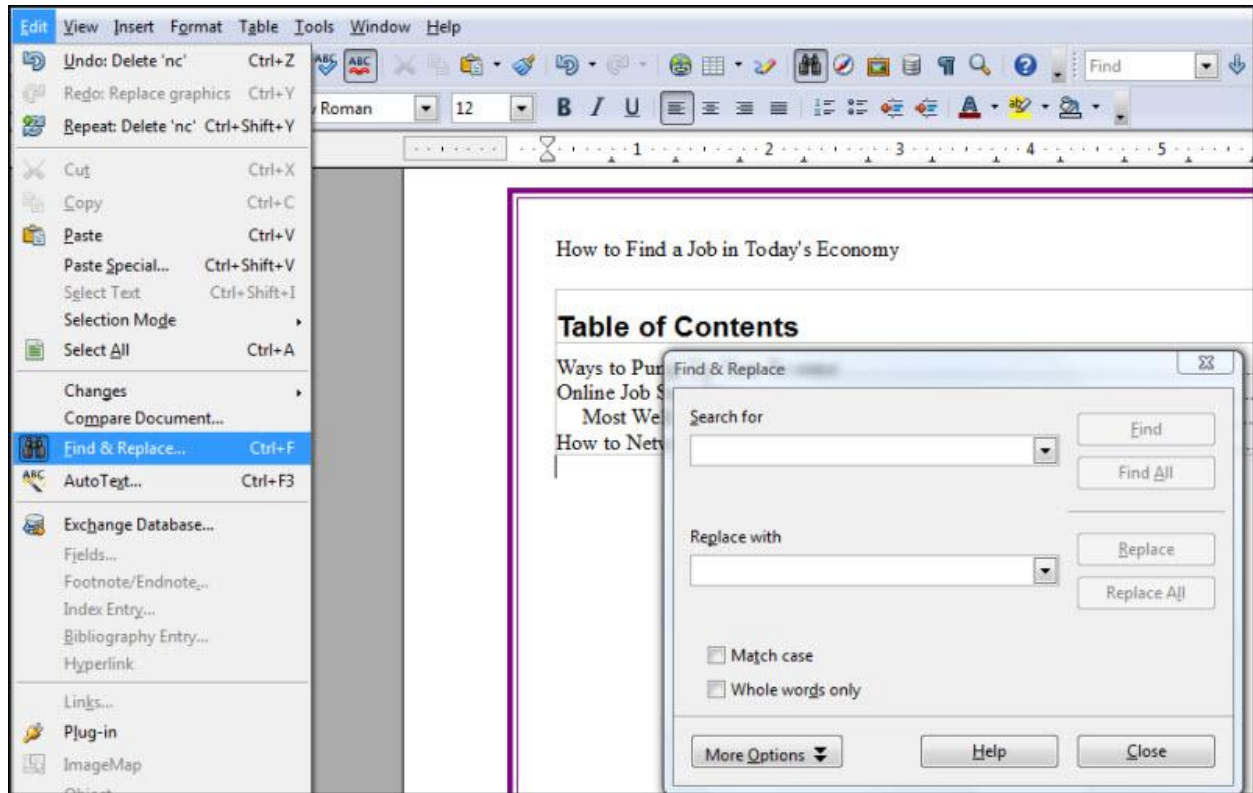 Edit View Insert Format Table Tools Window Help
Undo: Delete 'nc' Ctrl+Z
Redo: Replace graphics Ctrl+Y
Repeat: Delete 'nc' Ctrl+Shift+Y
Cut Ctrl+X
Copy Ctrl+C
Paste Ctrl+V
Paste Special... Ctrl+Shift+V
Select Text Ctrl+Shift+I
Selection Mode
Select All Ctrl+A
Changes
Compare Document...
Find & Replace... Ctrl+F
AutoText... Ctrl+F3
Exchange Database...
Fields...
Footnote/Endnote...
Index Entry...
Bibliography Entry...
Hyperlink
Links...
Plug-in
ImageMap
Object
ABC ABC Find
Roman 12 B I U A
1 2 3 4 5
How to Find a Job in Today's Economy
Table of Contents
Ways to Pur
Online Job S
Most Wel
How to Netw
Find & Replace
Search for
Find
Find All
Replace with
Replace
Replace All
Match case
Whole words only
More Options Help Close